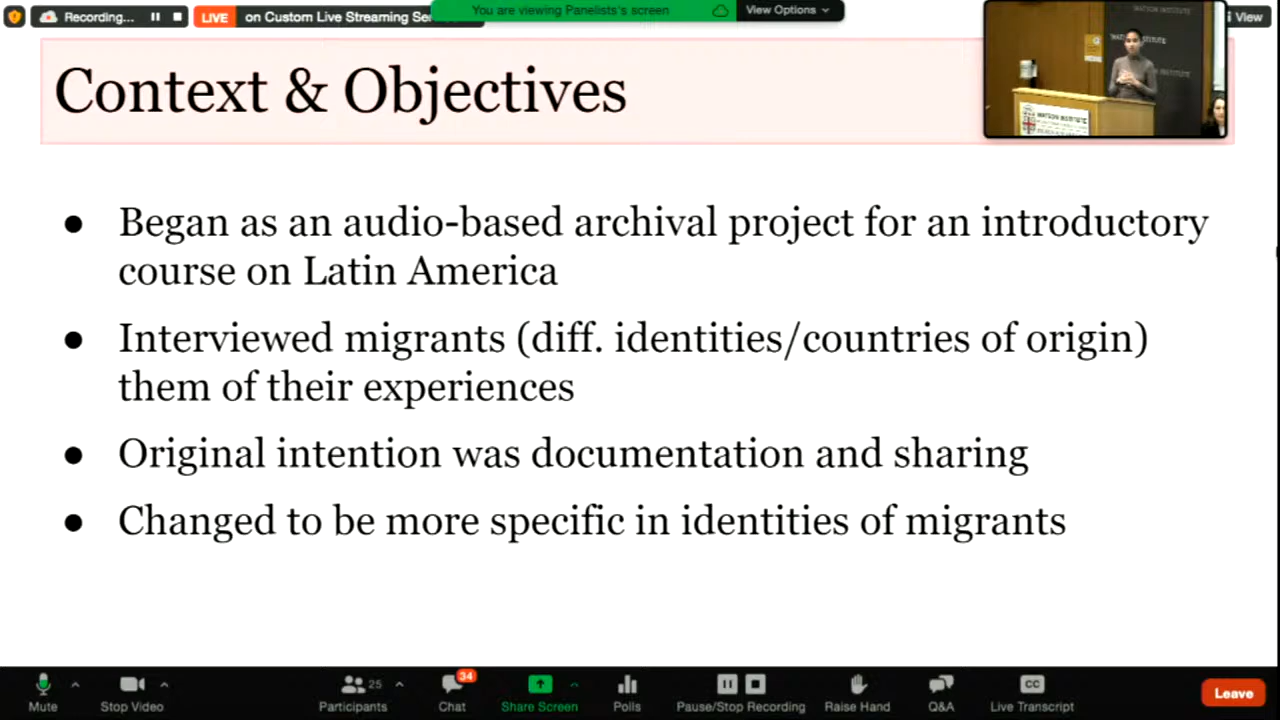 Recording...
LIVE
on Custom Live Streaming Ser
You are viewing Panelists's screen
View Options
View
Context & Objectives
WATSON INSTITUTE
● Began as an audio-based archival project for an introductory
course on Latin America
● Interviewed migrants (diff. identities/countries of origin)
them of their experiences
● Original intention was documentation and sharing
● Changed to be more specific in identities of migrants
34
25
CC
Mute
Stop Video
Participants
Chat
Share Screen
Polls
Pause/Stop Recording
Raise Hand
Q&A
Live Transcript
Leave